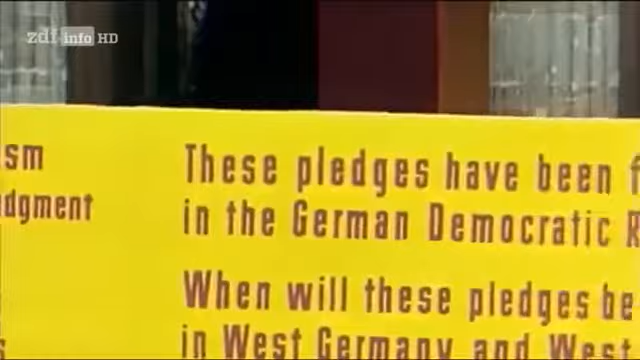 zdf info HD
sm
dgment
These pledges have been f
in the German Democratic R
When will these pledges be
in West Germany and West